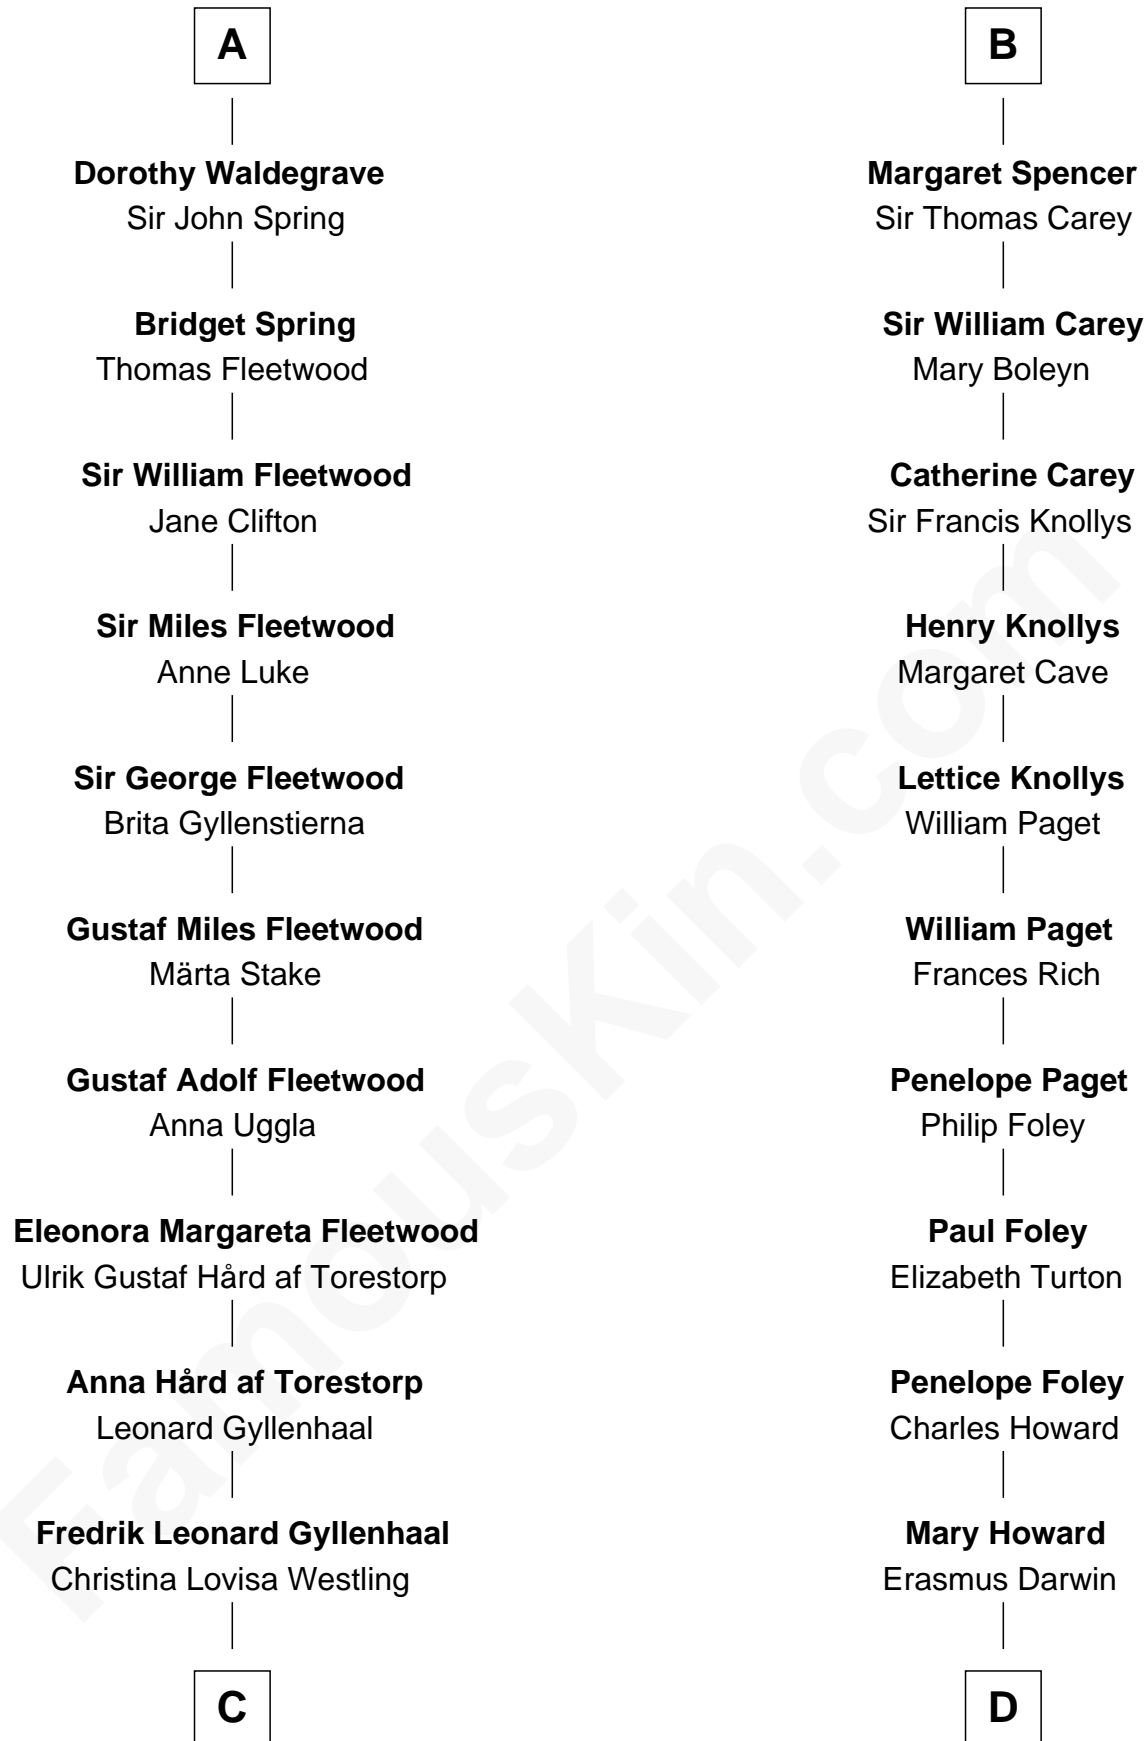 A
Dorothy Waldegrave
Sir John Spring
Bridget Spring
Thomas Fleetwood
Sir William Fleetwood
Jane Clifton
Sir Miles Fleetwood
Anne Luke
Sir George Fleetwood
Brita Gyllenstierna
Gustaf Miles Fleetwood
Märta Stake
Gustaf Adolf Fleetwood
Anna Uggla
Eleonora Margareta Fleetwood
Ulrik Gustaf Hård af Torestorp
Anna Hård af Torestorp
Leonard Gyllenhaal
Fredrik Leonard Gyllenhaal
Christina Lovisa Westling
C
B
Margaret Spencer
Sir Thomas Carey
Sir William Carey
Mary Boleyn
Catherine Carey
Sir Francis Knollys
Henry Knollys
Margaret Cave
Lettice Knollys
William Paget
William Paget
Frances Rich
Penelope Paget
Philip Foley
Paul Foley
Elizabeth Turton
Penelope Foley
Charles Howard
Mary Howard
Erasmus Darwin
D
FamousKin.com